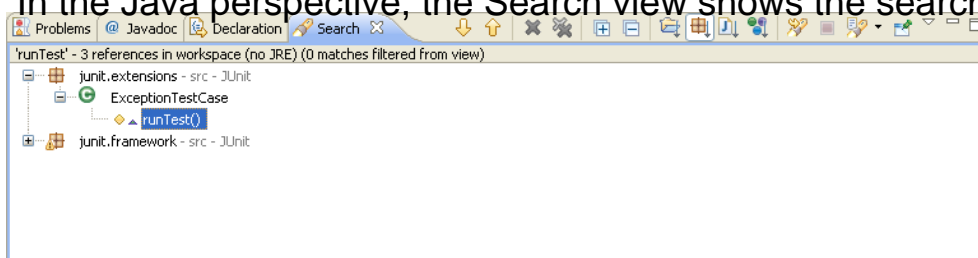 In the Java perspective, the Search view shows the search
Problems @ Javadoc Declaration Search
'runTest' - 3 references in workspace (no JRE) (0 matches filtered from view)
junit.extensions - src - JUnit
ExceptionTestCase
runTest()
junit.framework - src - JUnit